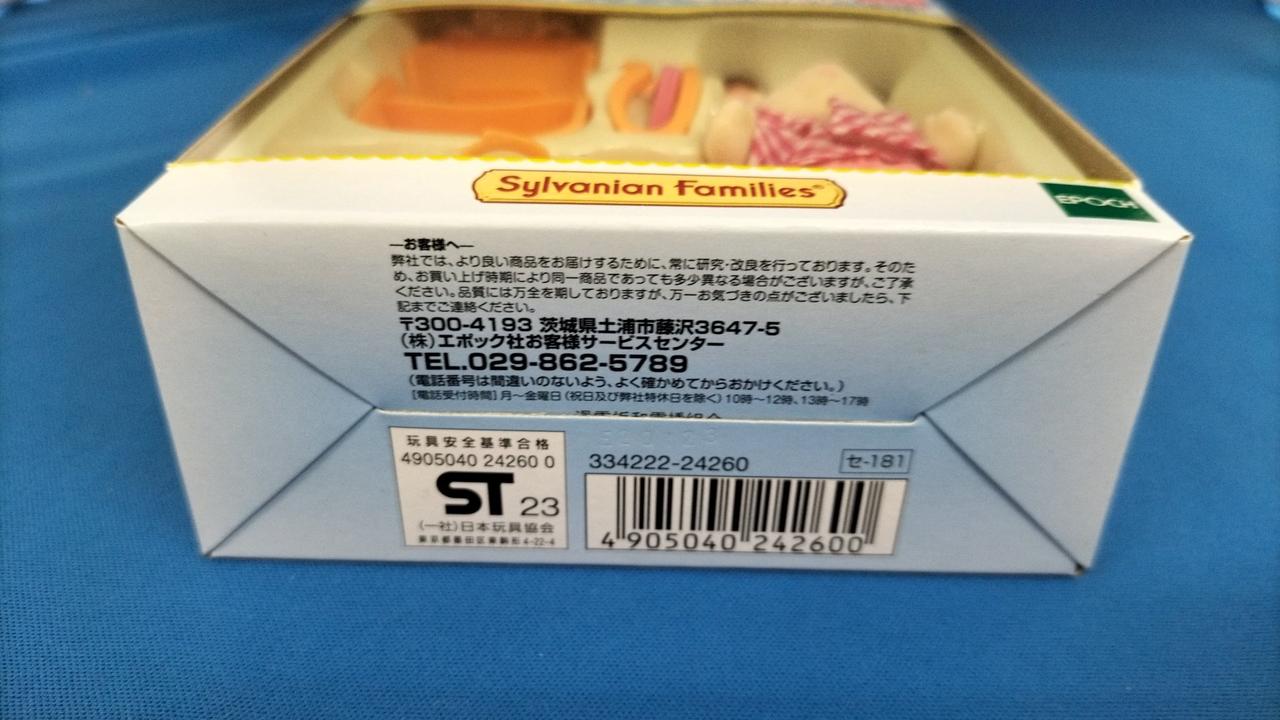 Sylvanian Families
EPOCH
―お客様へ―
弊社では、より良い商品をお届けするために、常に研究・改良を行っております。そのた
め、お買い上げ時期により同一商品であっても多少異なる場合がございますが、ご了承
ください。品質には万全を期しておりますが、万一お気づきの点がございましたら、下
記までご連絡ください。
〒300-4193 茨城県土浦市藤沢3647-5
(株)エポック社お客様サービスセンター
TEL.029-862-5789
(電話番号は間違いのないよう、よく確かめてからおかけください。)
[電話受付時間]月～金曜日(祝日及び弊社特休日を除く)10時～12時、13時～17時
玩具安全基準合格
4905040 24260 0
ST 23
(一社)日本玩具協会
東京都墨田区東駒形4-22-4
334222-24260
セ-181
4 905040 242600